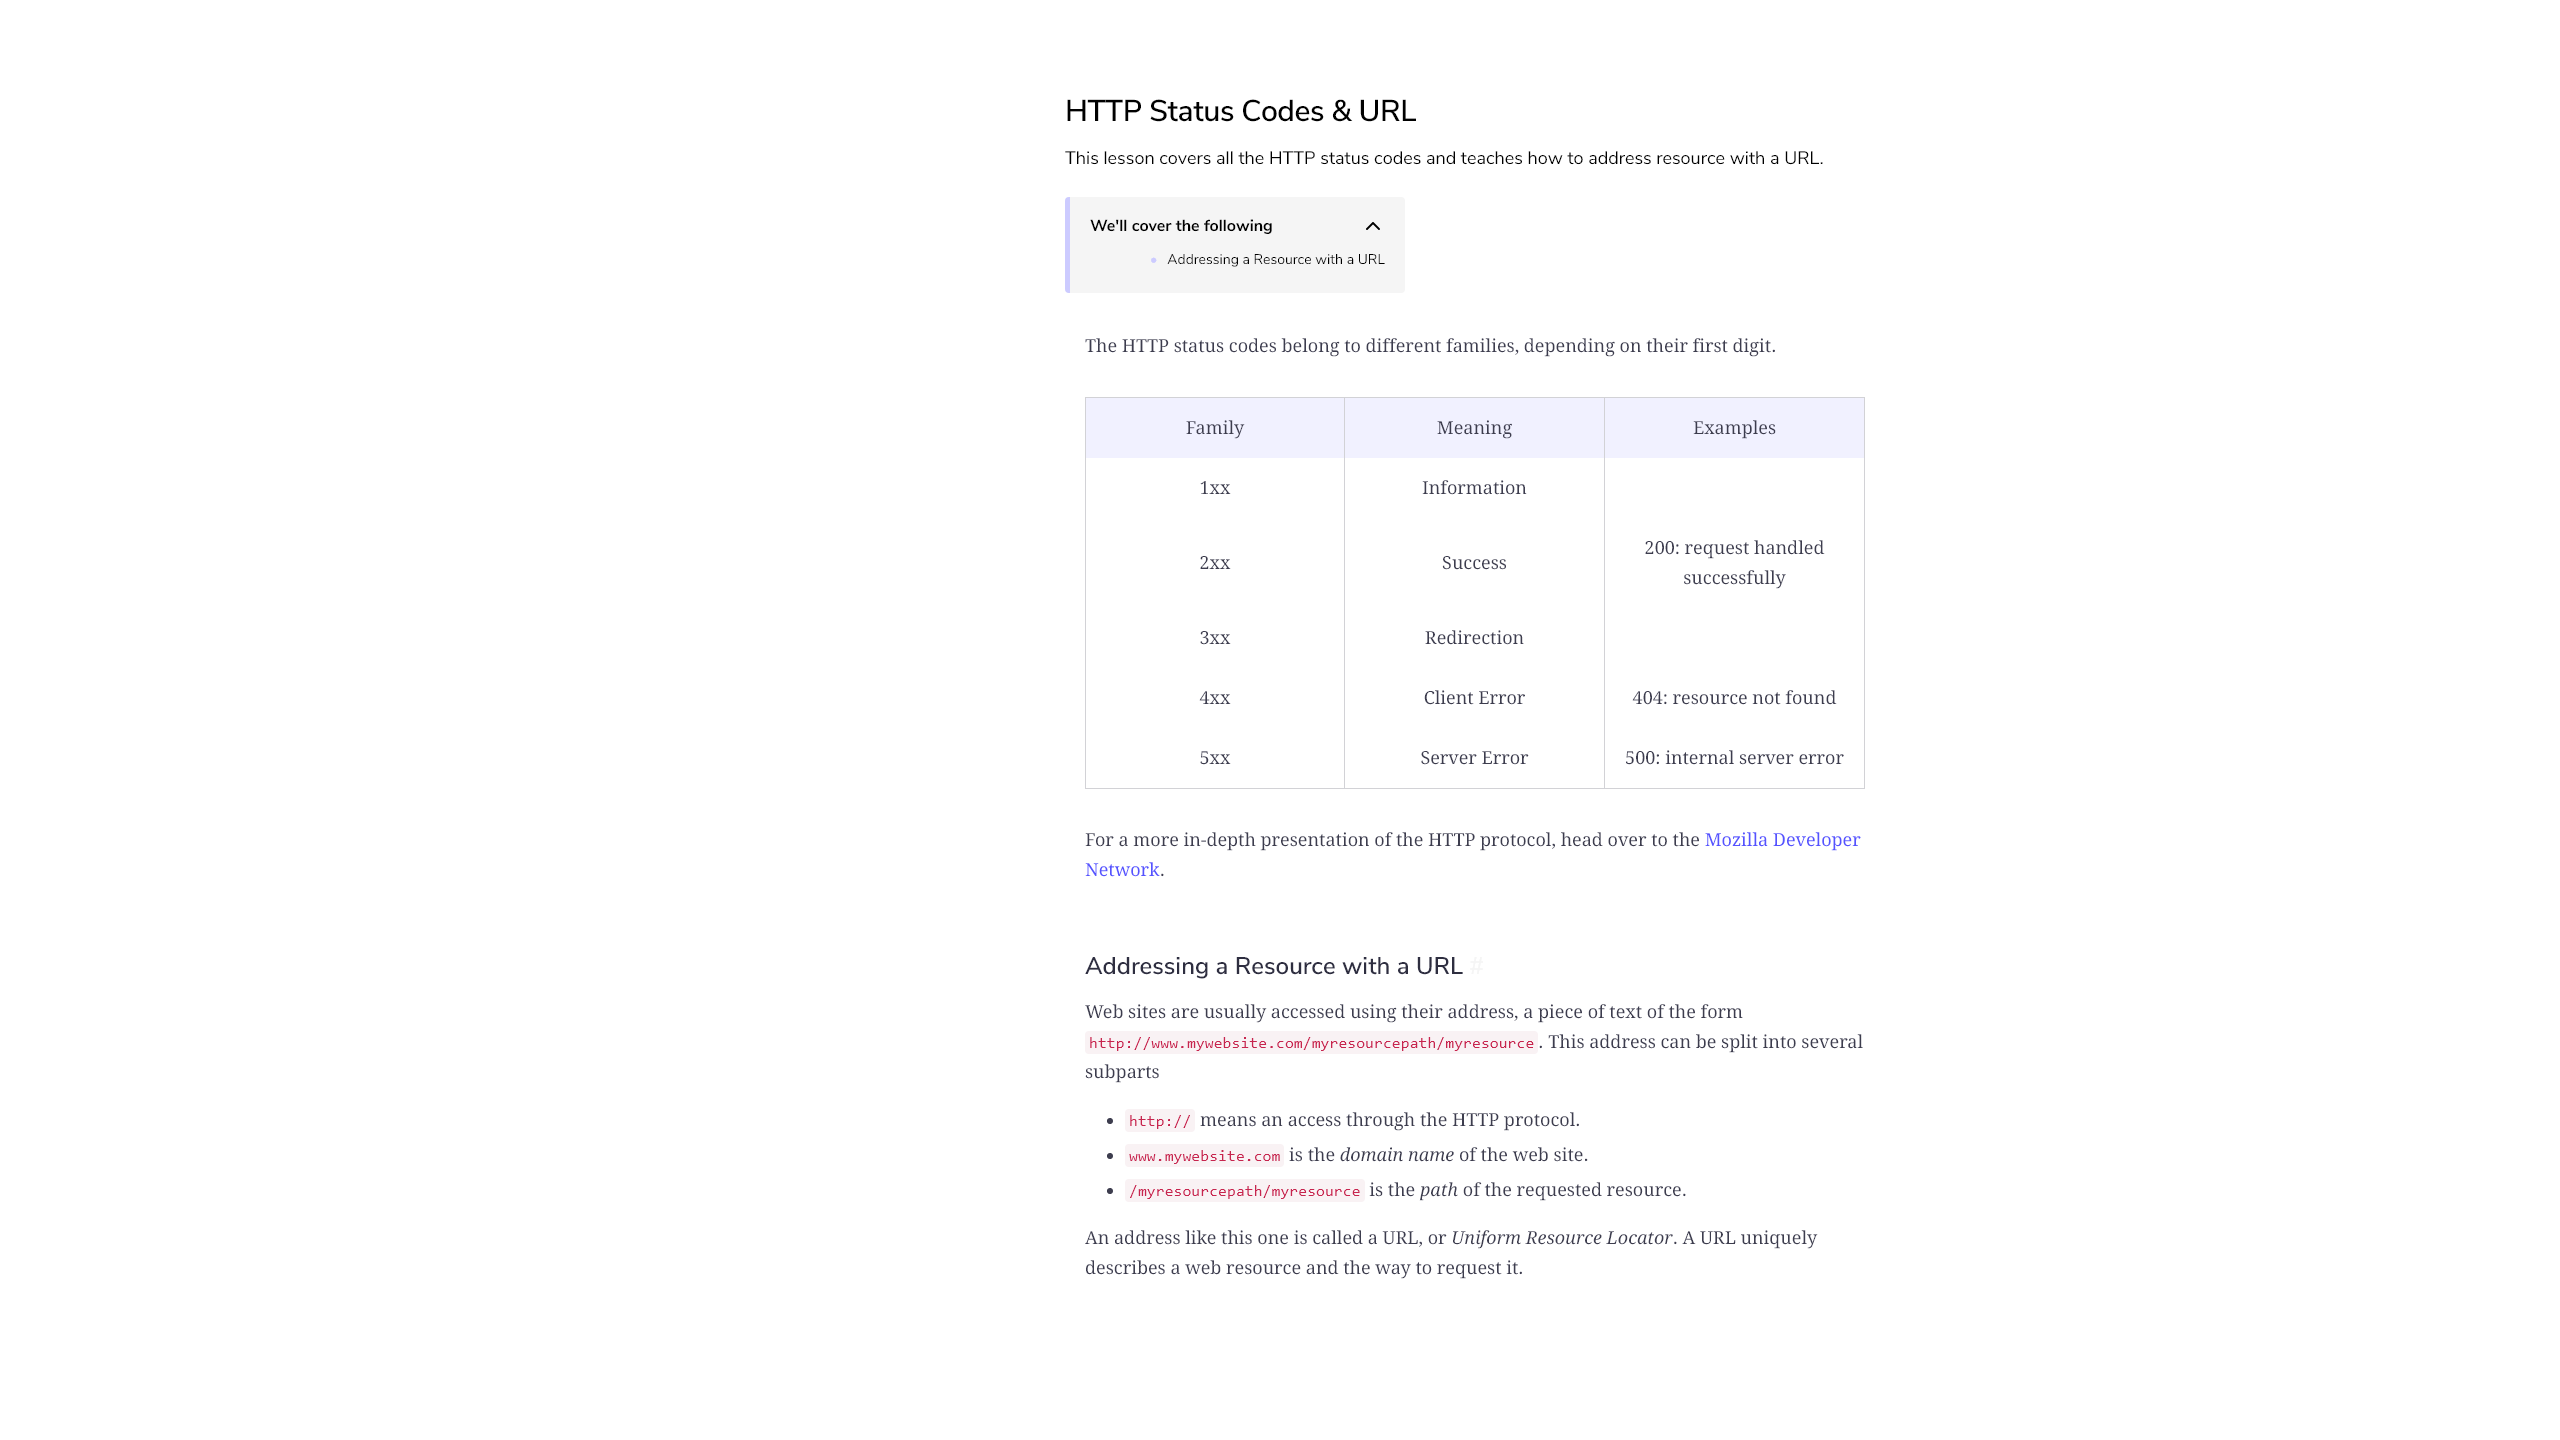 HTTP Status Codes & URL
This lesson covers all the HTTP status codes and teaches how to address resource with a URL.
We'll cover the following
Addressing a Resource with a URL
The HTTP status codes belong to different families, depending on their first digit.
Family Meaning Examples
1xx Information
2xx Success 200: request handled successfully
3xx Redirection
4xx Client Error 404: resource not found
5xx Server Error 500: internal server error
For a more in-depth presentation of the HTTP protocol, head over to the Mozilla Developer
Network.
Addressing a Resource with a URL #
Web sites are usually accessed using their address, a piece of text of the form
http://www.mywebsite.com/myresourcepath/myresource. This address can be split into several
subparts
• http:// means an access through the HTTP protocol.
• www.mywebsite.com is the domain name of the web site.
• /myresourcepath/myresource is the path of the requested resource.
An address like this one is called a URL, or Uniform Resource Locator. A URL uniquely
describes a web resource and the way to request it.